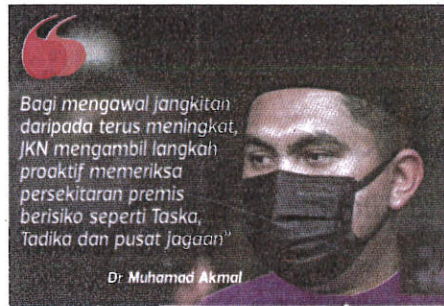 Bagi mengawal jangkitan
daripada terus meningkat,
JKN mengambil langkah
proaktif memeriksa
persekitaran premis
berisiko seperti Taska,
Tadika dan pusat jagaan"
Dr Muhamad Akmal